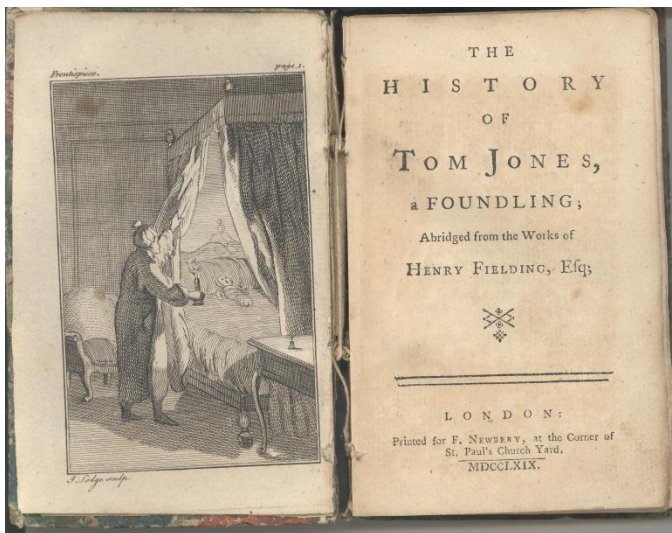 Frontispiece.
page 1.
J. Lodge sculp.
THE
HISTORY
OF
TOM JONES,
a FOUNDLING;
Abridged from the Works of
HENRY FIELDING, Efq;
LONDON:
Printed for F. NEWBERY, at the Corner of
St. Paul's Church Yard.
MDCCLXIX.